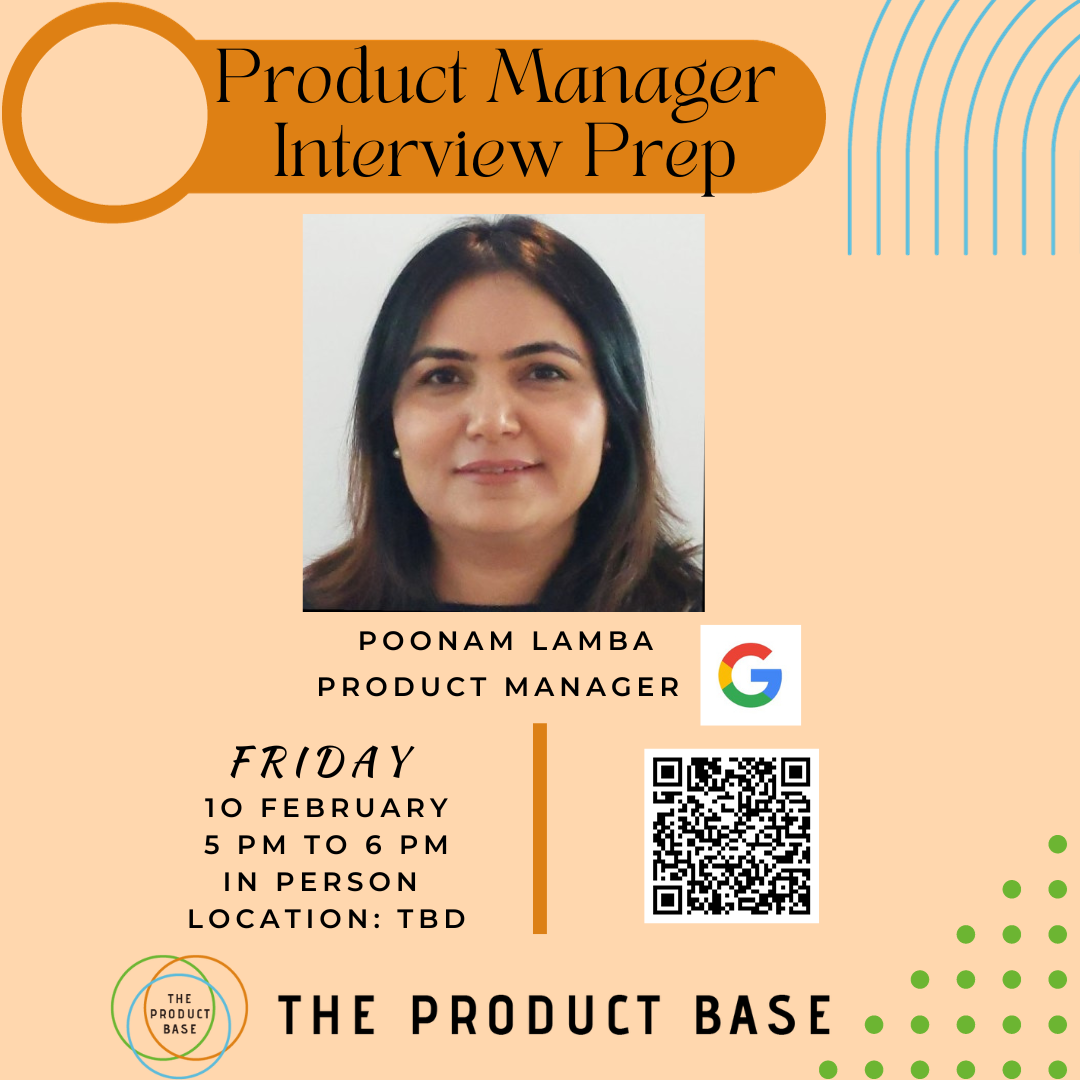 Product Manager
Interview Prep
POONAM LAMBA
PRODUCT MANAGER
FRIDAY
10 FEBRUARY
5 PM TO 6 PM
IN PERSON
LOCATION: TBD
THE
PRODUCT
BASE
THE PRODUCT BASE